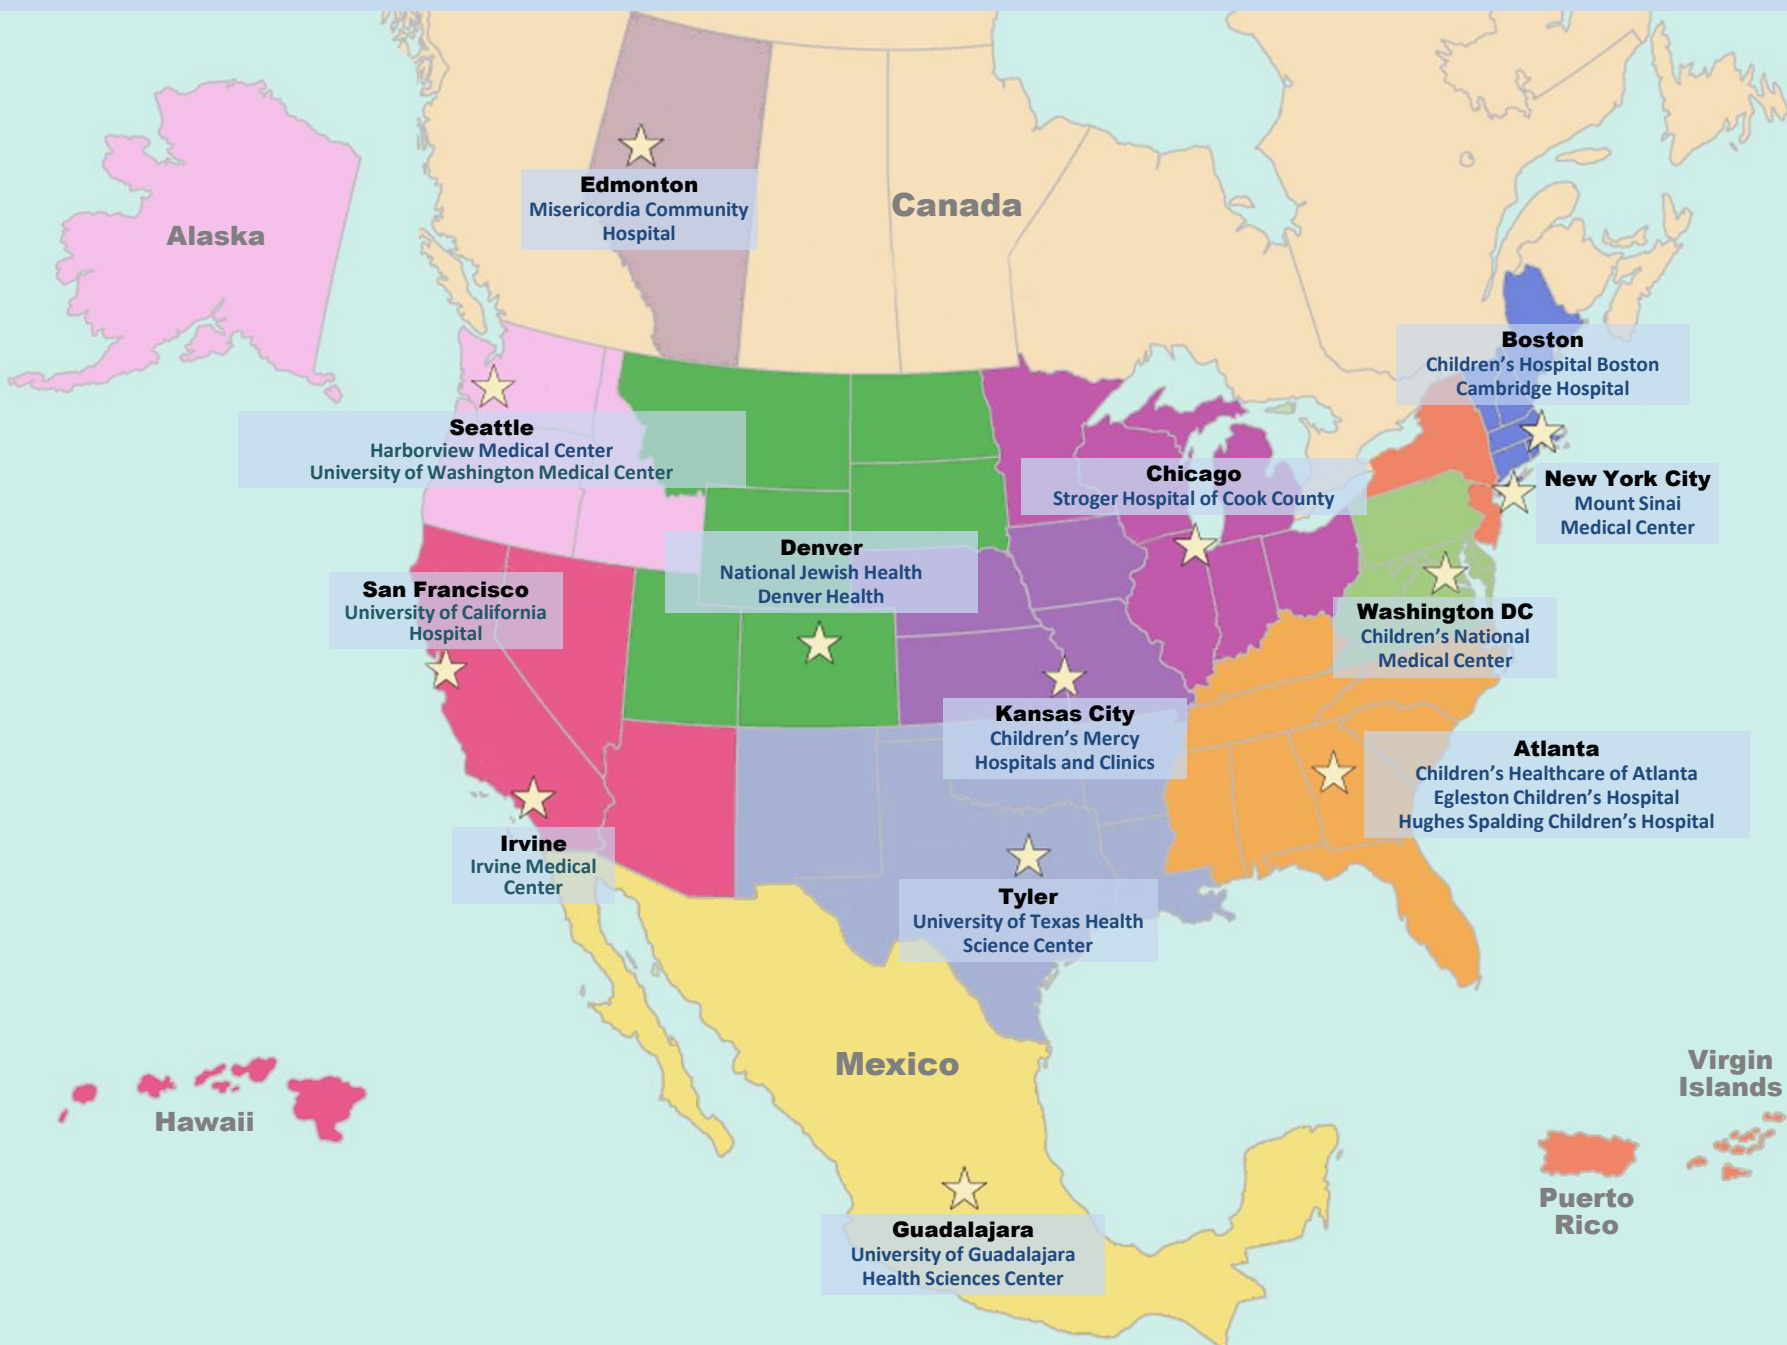 Edmonton
Misericordia Community
Hospital
Canada
Alaska
Boston
Children's Hospital Boston
Cambridge Hospital
Seattle
Harborview Medical Center
University of Washington Medical Center
Chicago
Stroger Hospital of Cook County
New York City
Mount Sinai
Medical Center
Denver
National Jewish Health
Denver Health
San Francisco
University of California
Hospital
Washington DC
Children's National
Medical Center
Kansas City
Children's Mercy
Hospitals and Clinics
Atlanta
Children's Healthcare of Atlanta
Egleston Children's Hospital
Hughes Spalding Children's Hospital
Irvine
Irvine Medical
Center
Tyler
University of Texas Health
Science Center
Mexico
Virgin
Islands
Hawaii
Puerto
Rico
Guadalajara
University of Guadalajara
Health Sciences Center